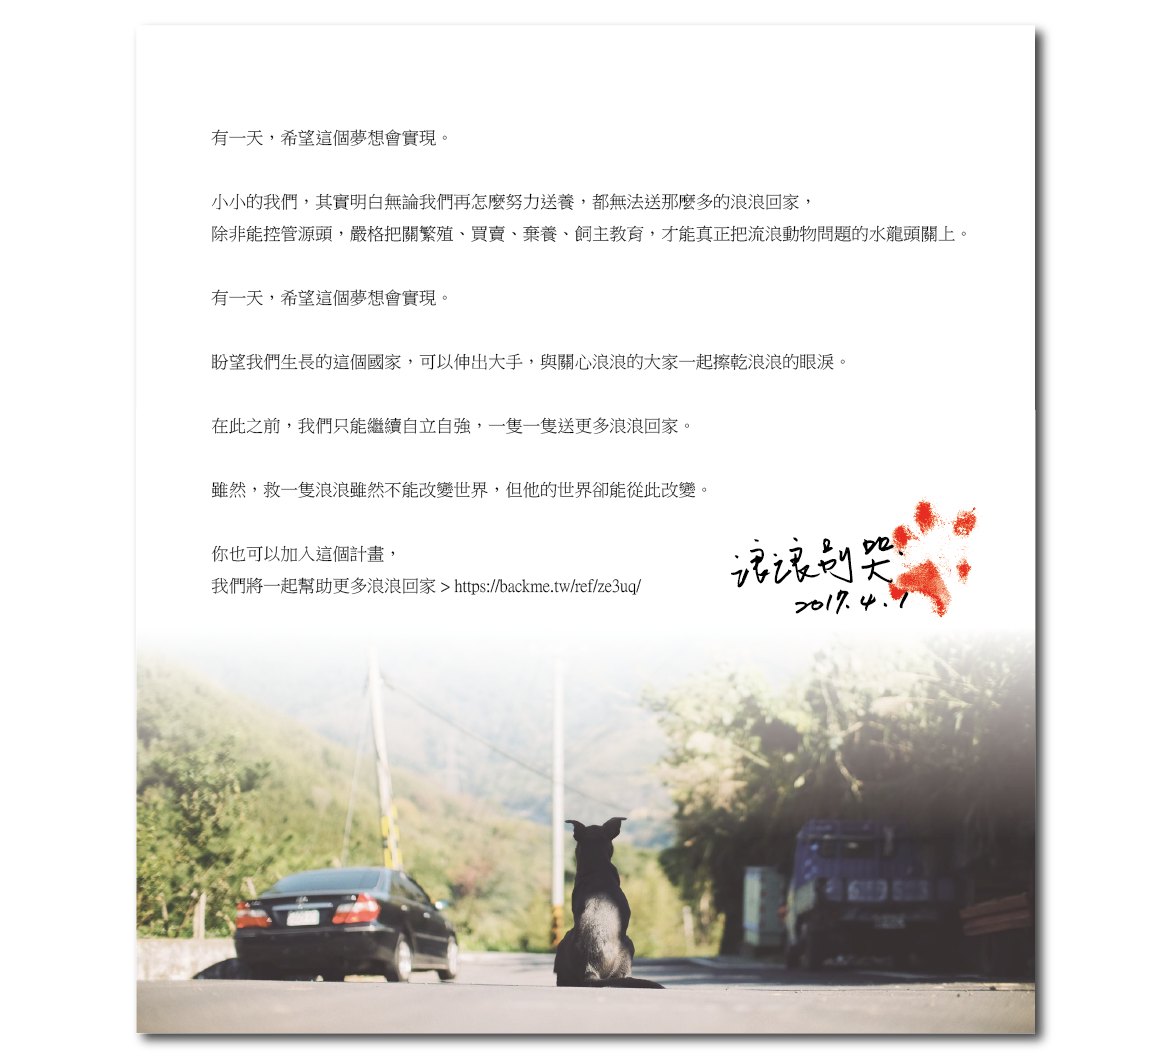 有一天，希望這個夢想會實現。
小小的我們，其實明白無論我們再怎麼努力送養，都無法送那麼多的浪浪回家，
除非能控管源頭，嚴格把關繁殖、買賣、棄養、飼主教育，才能真正把流浪動物問題的水龍頭關上。
有一天，希望這個夢想會實現。
盼望我們生長的這個國家，可以伸出大手，與關心浪浪的大家一起擦乾浪浪的眼淚。
在此之前，我們只能繼續自立自強，一隻一隻送更多浪浪回家。
雖然，救一隻浪浪雖然不能改變世界，但他的世界卻能從此改變。
你也可以加入這個計畫，
我們將一起幫助更多浪浪回家 > https://backme.tw/ref/ze3uq/
浪浪別哭.
2017.4.1